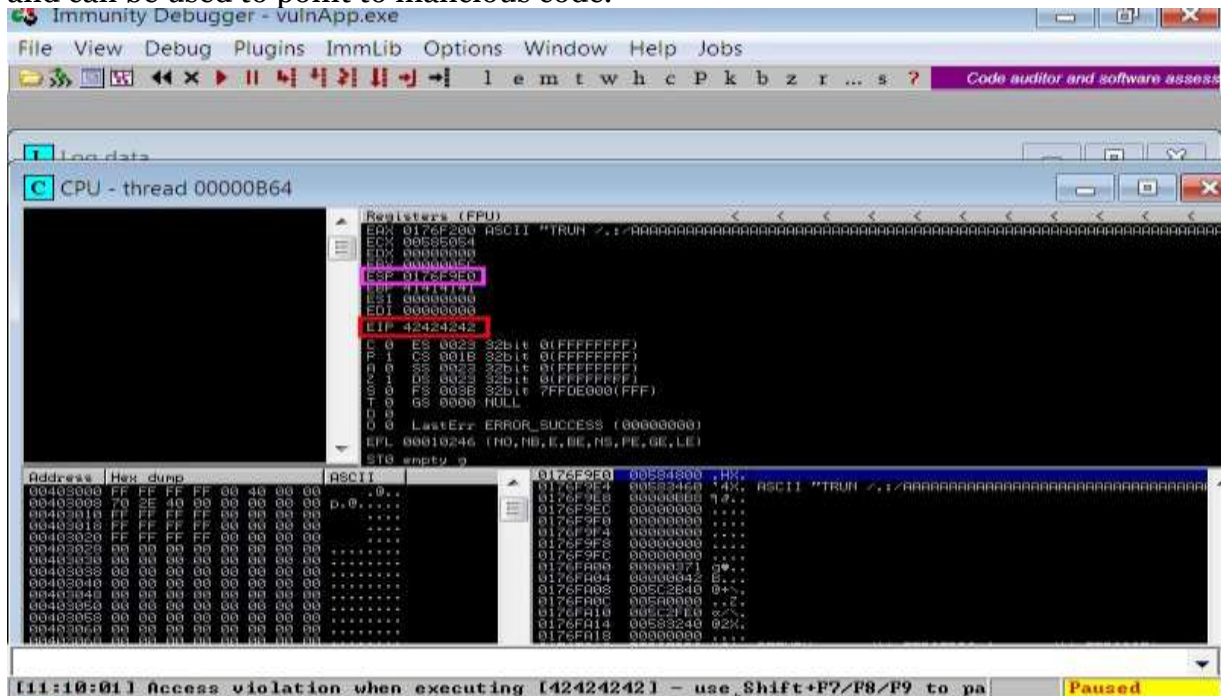 and can be used to point to malicious code.
Immunity Debugger - vulnApp.exe
File View Debug Plugins ImmLib Options Window Help Jobs
l e m t w h c P k b z r ... s ? Code auditor and software assess
Log data
CPU - thread 00000B64
Registers (FPU) < < < < < < < < < < <
EAX 0176F200 ASCII "TRUN /.:/
ECX 00585054
EDX 00000000
ESP 0176F9E0
EBP 41414141
ESI 00000000
EDI 00000000
EIP 42424242
C 0 ES 0023 32bit 0(FFFFFFFF)
P 1 CS 001B 32bit 0(FFFFFFFF)
A 0 SS 0023 32bit 0(FFFFFFFF)
Z 1 DS 0023 32bit 0(FFFFFFFF)
S 0 FS 003B 32bit 7FFDE000(FFF)
T 0 GS 0000 NULL
D 0
O 0 LastErr ERROR_SUCCESS (00000000)
EFL 00010246 (NO,NB,E,BE,NS,PE,GE,LE)
ST0 empty g
Address Hex dump ASCII
00403000 FF FF FF FF 00 40 00 00 .@..
00403008 70 2E 40 00 00 00 00 00 p.@.....
00403010 FF FF FF FF 00 00 00 00 ....
00403018 FF FF FF FF 00 00 00 00 ....
00403020 FF FF FF FF 00 00 00 00 ....
00403028 00 00 00 00 00 00 00 00 ........
00403030 00 00 00 00 00 00 00 00 ........
00403038 00 00 00 00 00 00 00 00 ........
00403040 00 00 00 00 00 00 00 00 ........
00403048 00 00 00 00 00 00 00 00 ........
00403050 00 00 00 00 00 00 00 00 ........
00403058 00 00 00 00 00 00 00 00 ........
0176F9E0 00584800 .HX.
0176F9E4 ASCII "TRUN /.:/
0176F9E8
0176F9EC 00000000 ....
0176F9F0 00000000 ....
0176F9F4 00000000 ....
0176F9F8 00000000 ....
0176F9FC 00000000 ....
0176FA00 00000371
0176FA04 00000042 B...
0176FA08 005C2B40 @+\.
0176FA0C 005A0000 ..Z.
0176FA10
0176FA14 00583240 @2X.
0176FA18 00000000 ....
[11:10:01] Access violation when executing [42424242] - use Shift+F7/F8/F9 to pa Paused